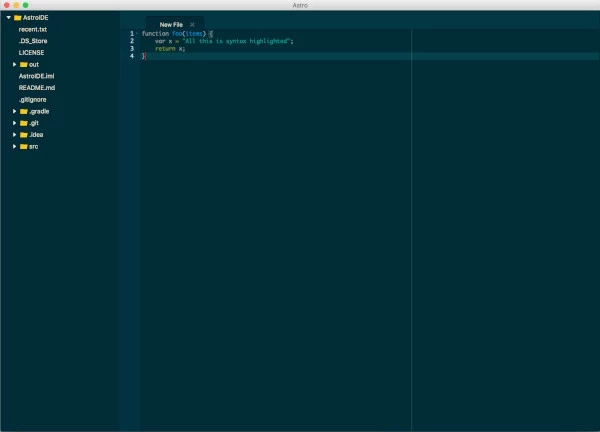 Astro
AstroIDE
recent.txt
.DS_Store
LICENSE
out
AstroIDE.iml
README.md
.gitignore
.gradle
.git
.idea
src
New File ×
1 function foo(items) {
2 var x = "All this is syntax highlighted";
3 return x;
4 }